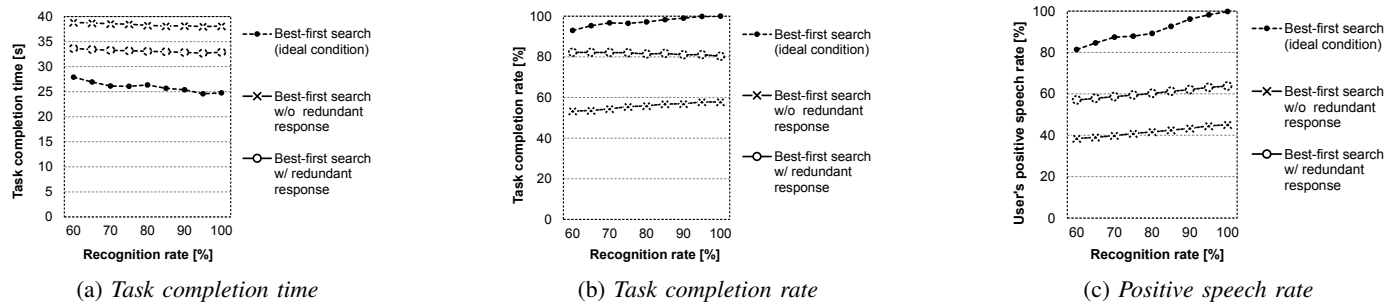 Task completion time [s]
40
35
30
25
20
15
10
5
0
60 70 80 90 100
Recognition rate [%]
Best-first search
(ideal condition)
Best-first search
w/o redundant
response
Best-first search
w/ redundant
response
(a) Task completion time
Task completion rate [%]
100
80
60
40
20
0
60 70 80 90 100
Recognition rate [%]
Best-first search
(ideal condition)
Best-first search
w/o redundant
response
Best-first search
w/ redundant
response
(b) Task completion rate
User's positive speech rate [%]
100
80
60
40
20
0
60 70 80 90 100
Recognition rate [%]
Best-first search
(ideal condition)
Best-first search
w/o redundant
response
Best-first search
w/ redundant
response
(c) Positive speech rate